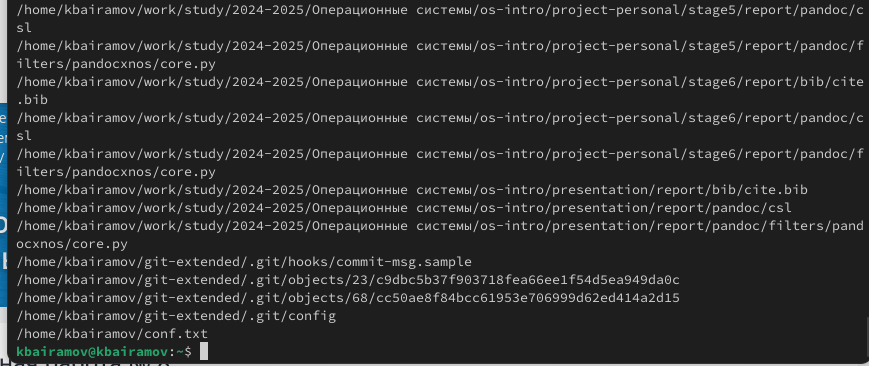 /home/kbairamov/work/study/2024-2025/Операционные системы/os-intro/project-personal/stage5/report/pandoc/c
sl
/home/kbairamov/work/study/2024-2025/Операционные системы/os-intro/project-personal/stage5/report/pandoc/f
ilters/pandocxnos/core.py
/home/kbairamov/work/study/2024-2025/Операционные системы/os-intro/project-personal/stage6/report/bib/cite
.bib
/home/kbairamov/work/study/2024-2025/Операционные системы/os-intro/project-personal/stage6/report/pandoc/c
sl
/home/kbairamov/work/study/2024-2025/Операционные системы/os-intro/project-personal/stage6/report/pandoc/f
ilters/pandocxnos/core.py
/home/kbairamov/work/study/2024-2025/Операционные системы/os-intro/presentation/report/bib/cite.bib
/home/kbairamov/work/study/2024-2025/Операционные системы/os-intro/presentation/report/pandoc/csl
/home/kbairamov/work/study/2024-2025/Операционные системы/os-intro/presentation/report/pandoc/filters/pand
ocxnos/core.py
/home/kbairamov/git-extended/.git/hooks/commit-msg.sample
/home/kbairamov/git-extended/.git/objects/23/c9dbc5b37f903718fea66ee1f54d5ea949da0c
/home/kbairamov/git-extended/.git/objects/68/cc50ae8f84bcc61953e706999d62ed414a2d15
/home/kbairamov/git-extended/.git/config
/home/kbairamov/conf.txt
kbairamov@kbairamov:~$